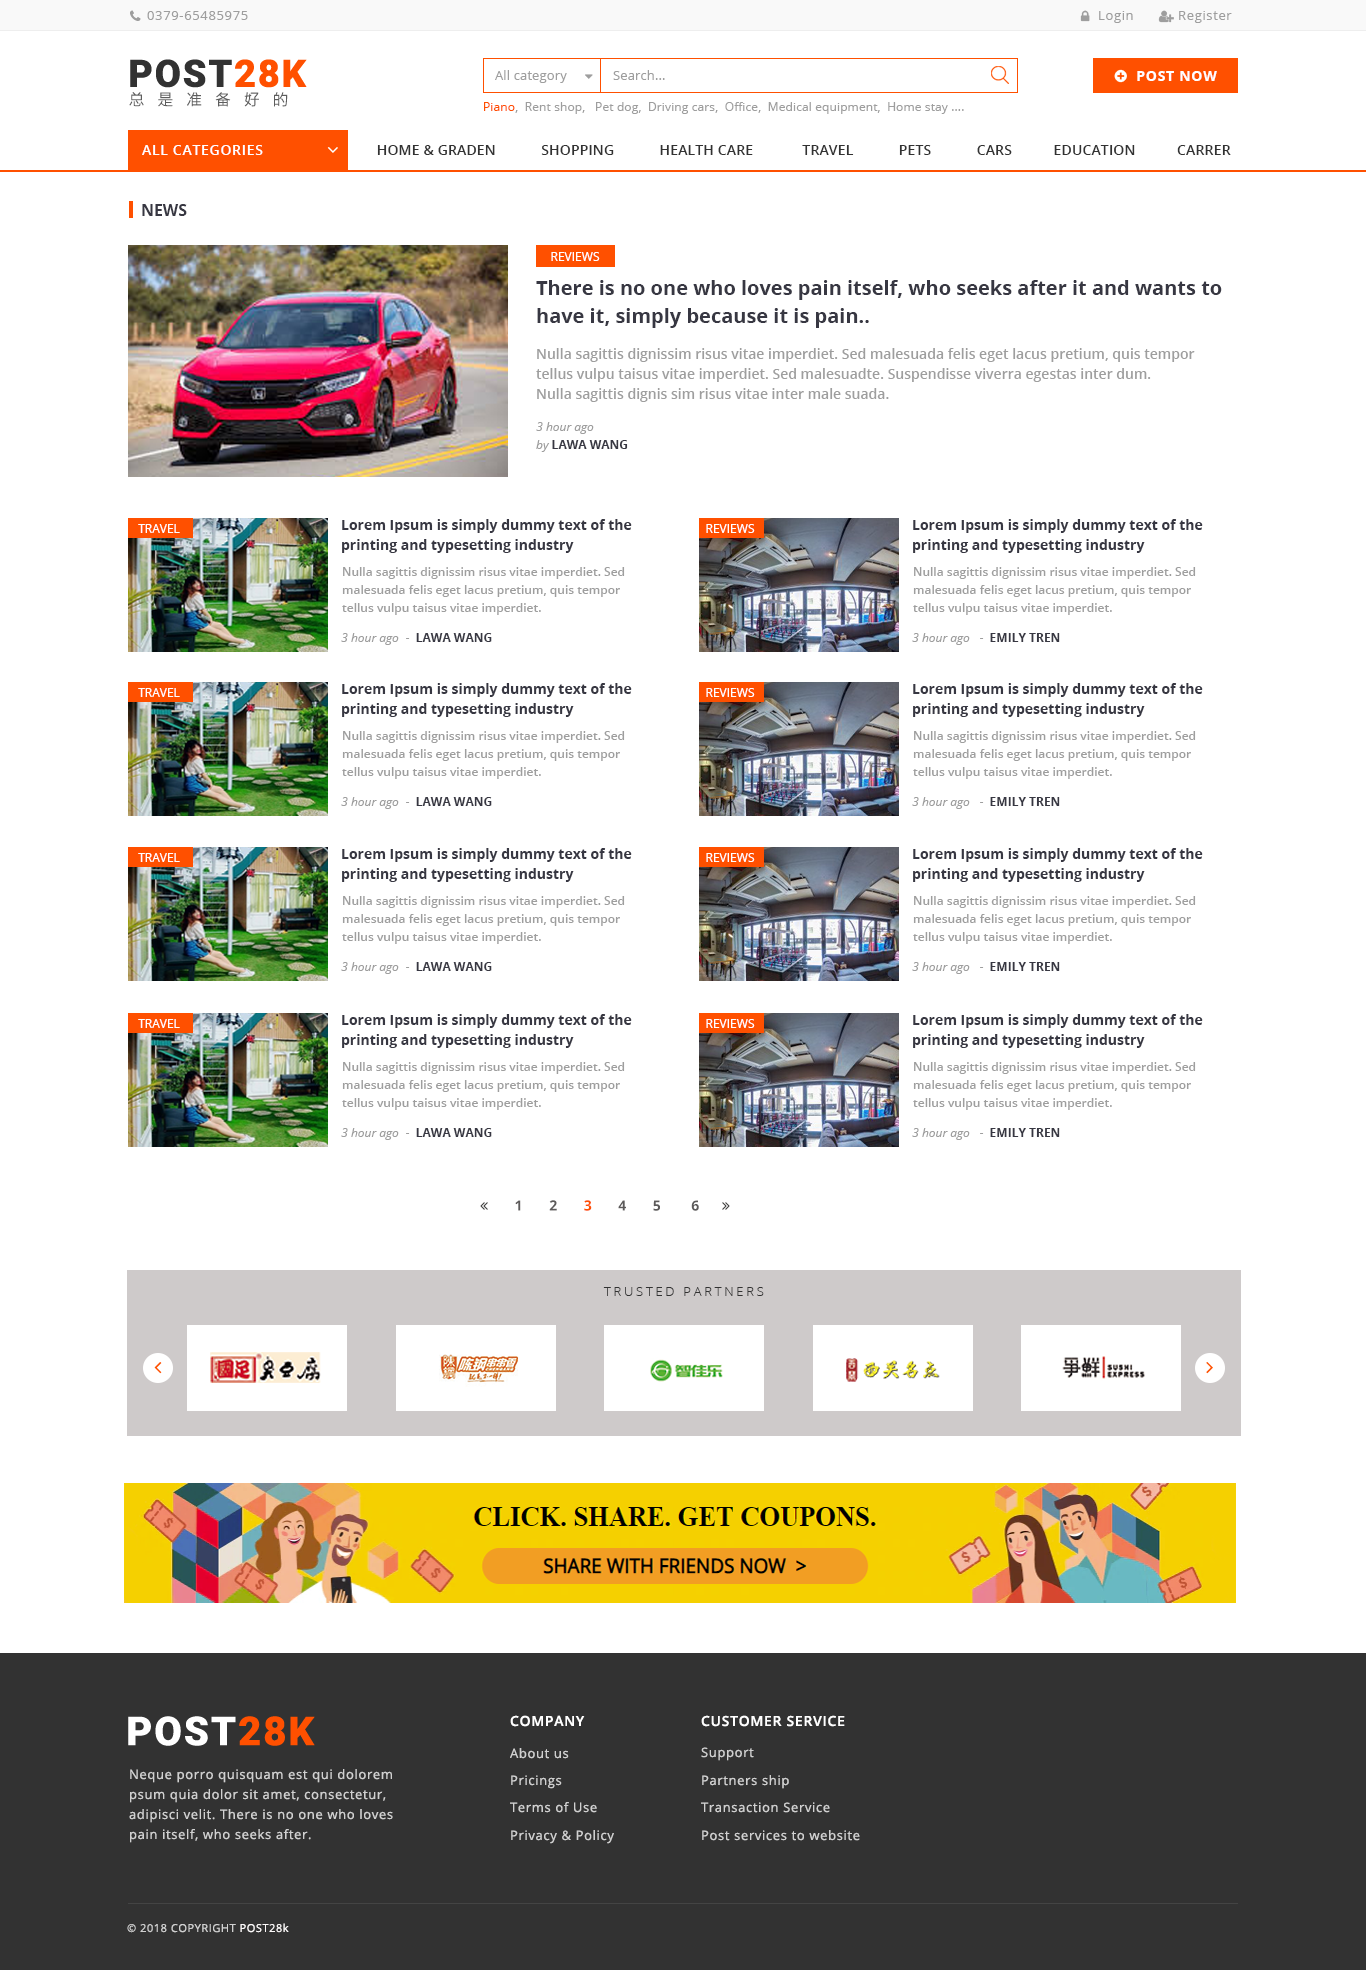 0379-65485975
Login
Register
POST28K
总是准备好的
All category
Search...
POST NOW
Piano, Rent shop, Pet dog, Driving cars, Office, Medical equipment, Home stay ....
ALL CATEGORIES
HOME & GRADEN
SHOPPING
HEALTH CARE
TRAVEL
PETS
CARS
EDUCATION
CARRER
NEWS
REVIEWS
There is no one who loves pain itself, who seeks after it and wants to
have it, simply because it is pain..
Nulla sagittis dignissim risus vitae imperdiet. Sed malesuada felis eget lacus pretium, quis tempor
tellus vulpu taisus vitae imperdiet. Sed malesuadte. Suspendisse viverra egestas inter dum.
Nulla sagittis dignis sim risus vitae inter male suada.
3 hour ago
by LAWA WANG
TRAVEL
Lorem Ipsum is simply dummy text of the
printing and typesetting industry
Nulla sagittis dignissim risus vitae imperdiet. Sed
malesuada felis eget lacus pretium, quis tempor
tellus vulpu taisus vitae imperdiet.
3 hour ago - LAWA WANG
REVIEWS
Lorem Ipsum is simply dummy text of the
printing and typesetting industry
Nulla sagittis dignissim risus vitae imperdiet. Sed
malesuada felis eget lacus pretium, quis tempor
tellus vulpu taisus vitae imperdiet.
3 hour ago - EMILY TREN
TRAVEL
Lorem Ipsum is simply dummy text of the
printing and typesetting industry
Nulla sagittis dignissim risus vitae imperdiet. Sed
malesuada felis eget lacus pretium, quis tempor
tellus vulpu taisus vitae imperdiet.
3 hour ago - LAWA WANG
REVIEWS
Lorem Ipsum is simply dummy text of the
printing and typesetting industry
Nulla sagittis dignissim risus vitae imperdiet. Sed
malesuada felis eget lacus pretium, quis tempor
tellus vulpu taisus vitae imperdiet.
3 hour ago - EMILY TREN
TRAVEL
Lorem Ipsum is simply dummy text of the
printing and typesetting industry
Nulla sagittis dignissim risus vitae imperdiet. Sed
malesuada felis eget lacus pretium, quis tempor
tellus vulpu taisus vitae imperdiet.
3 hour ago - LAWA WANG
REVIEWS
Lorem Ipsum is simply dummy text of the
printing and typesetting industry
Nulla sagittis dignissim risus vitae imperdiet. Sed
malesuada felis eget lacus pretium, quis tempor
tellus vulpu taisus vitae imperdiet.
3 hour ago - EMILY TREN
TRAVEL
Lorem Ipsum is simply dummy text of the
printing and typesetting industry
Nulla sagittis dignissim risus vitae imperdiet. Sed
malesuada felis eget lacus pretium, quis tempor
tellus vulpu taisus vitae imperdiet.
3 hour ago - LAWA WANG
REVIEWS
Lorem Ipsum is simply dummy text of the
printing and typesetting industry
Nulla sagittis dignissim risus vitae imperdiet. Sed
malesuada felis eget lacus pretium, quis tempor
tellus vulpu taisus vitae imperdiet.
3 hour ago - EMILY TREN
« 1 2 3 4 5 6 »
TRUSTED PARTNERS
國足®臭豆腐
智佳乐
爭鮮 SUSHI EXPRESS
CLICK. SHARE. GET COUPONS.
SHARE WITH FRIENDS NOW >
POST28K
Neque porro quisquam est qui dolorem
psum quia dolor sit amet, consectetur,
adipisci velit. There is no one who loves
pain itself, who seeks after.
COMPANY
About us
Pricings
Terms of Use
Privacy & Policy
CUSTOMER SERVICE
Support
Partners ship
Transaction Service
Post services to website
© 2018 COPYRIGHT POST28k